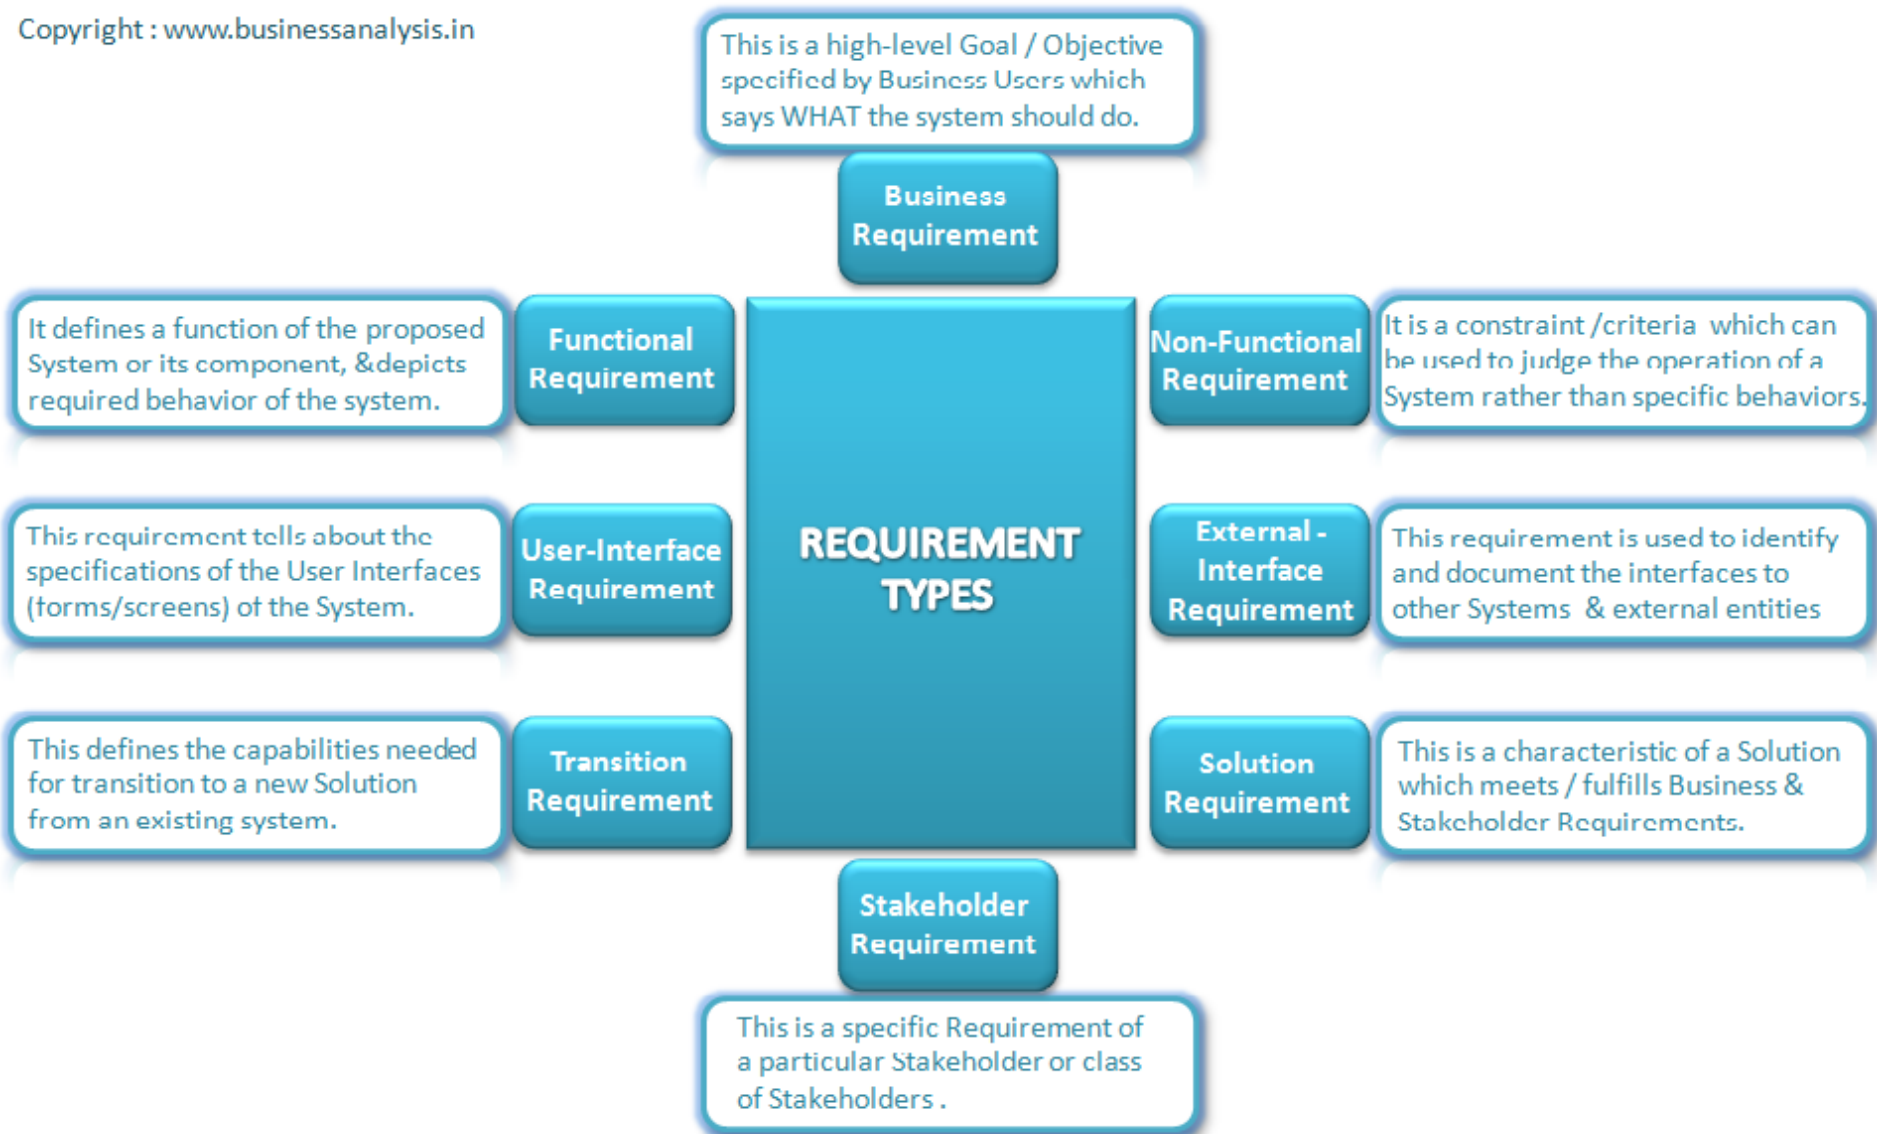 Copyright : www.businessanalysis.in
This is a high-level Goal / Objective
specified by Business Users which
says WHAT the system should do.
Business
Requirement
It defines a function of the proposed
System or its component, &depicts
required behavior of the system.
Functional
Requirement
Non-Functional
Requirement
It is a constraint /criteria which can
be used to judge the operation of a
System rather than specific behaviors.
This requirement tells about the
specifications of the User Interfaces
(forms/screens) of the System.
User-Interface
Requirement
REQUIREMENT
TYPES
External -
Interface
Requirement
This requirement is used to identify
and document the interfaces to
other Systems & external entities
This defines the capabilities needed
for transition to a new Solution
from an existing system.
Transition
Requirement
Solution
Requirement
This is a characteristic of a Solution
which meets / fulfills Business &
Stakeholder Requirements.
Stakeholder
Requirement
This is a specific Requirement of
a particular Stakeholder or class
of Stakeholders .